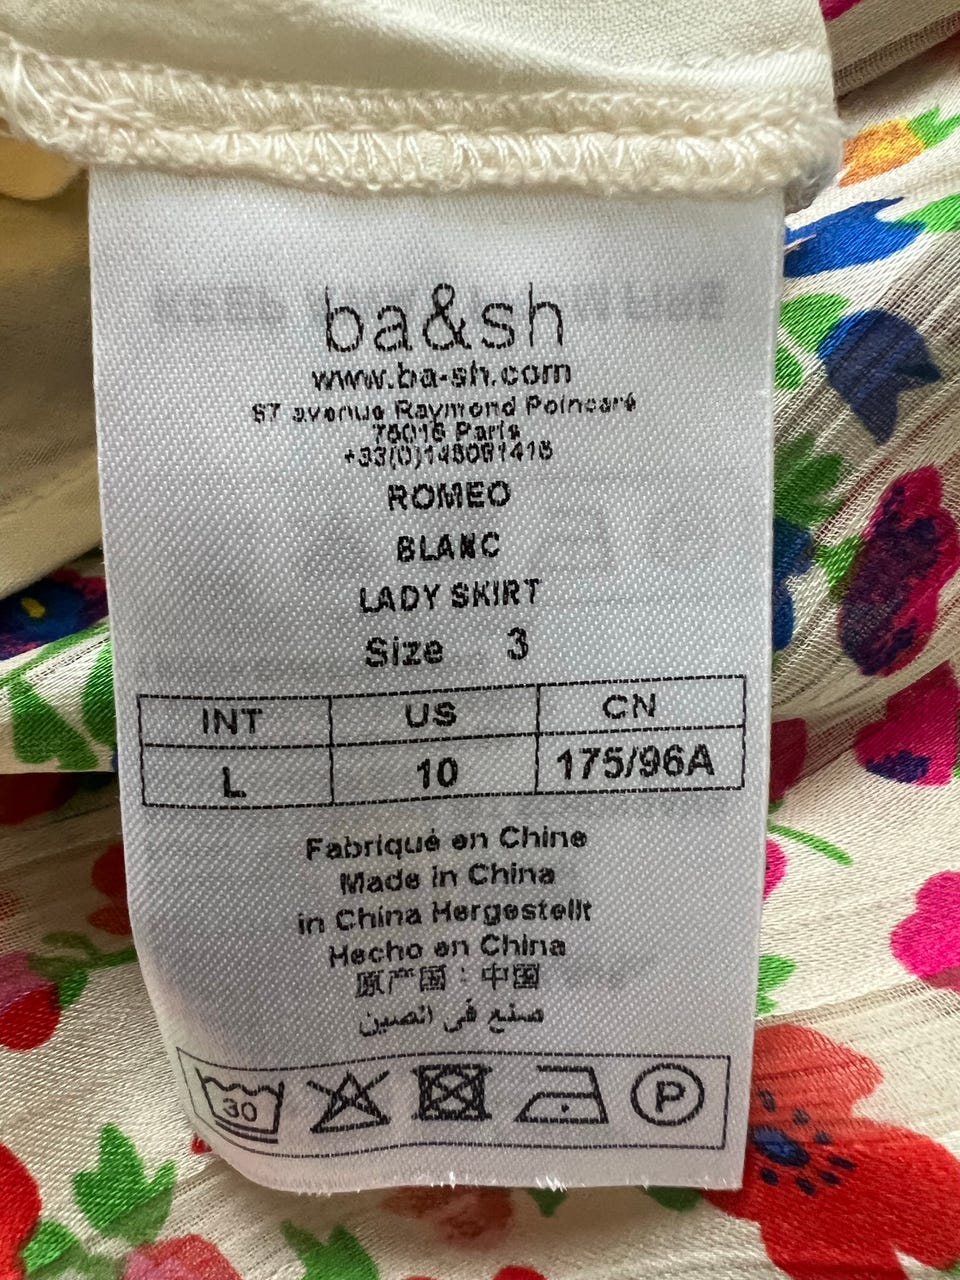 ba&sh
www.ba-sh.com
67 avenue Raymond Poincaré
75016 Paris
ROMEO
BLANC
LADY SKIRT
Size 3
INT US CN
L 10 175/96A
Fabriqué en Chine
Made in China
in China Hergestellt
Hecho en China
原产国：中国
صنع في الصين
30
P